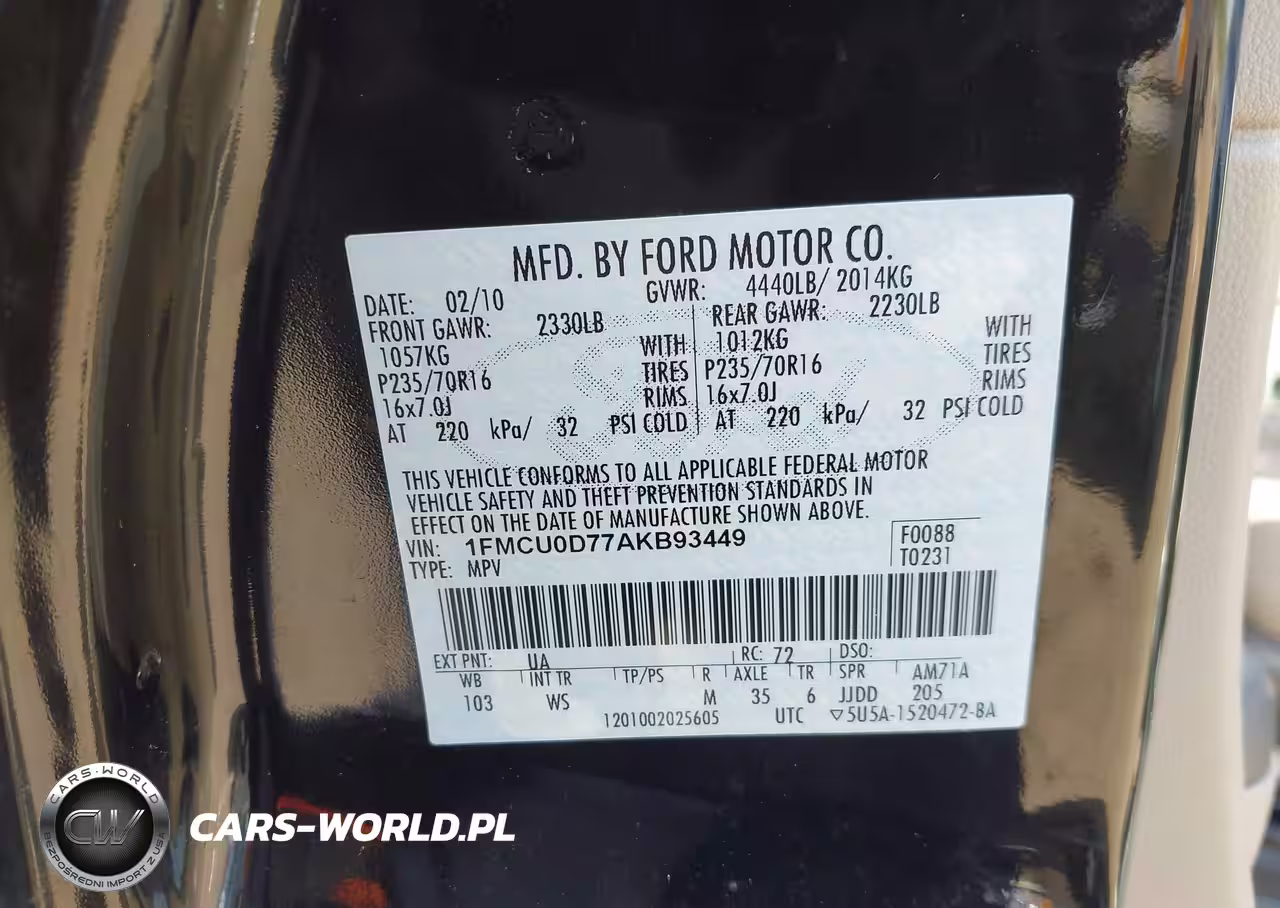 MFD. BY FORD MOTOR CO.
DATE: 02/10 GVWR: 4440LB/ 2014KG
FRONT GAWR: 2330LB REAR GAWR: 2230LB
1057KG WITH 1012KG WITH
P235/70R16 TIRES P235/70R16 TIRES
16x7.0J RIMS 16x7.0J RIMS
AT 220 kPa/ 32 PSI COLD AT 220 kPa/ 32 PSI COLD
THIS VEHICLE CONFORMS TO ALL APPLICABLE FEDERAL MOTOR
VEHICLE SAFETY AND THEFT PREVENTION STANDARDS IN
EFFECT ON THE DATE OF MANUFACTURE SHOWN ABOVE.
VIN: 1FMCU0D77AKB93449 F0088
TYPE: MPV T0231
EXT PNT: UA RC: 72 DSO:
WB INT TR TP/PS R AXLE TR SPR AM71A
103 WS M 35 6 JJDD 205
1201002025605 UTC ▽5U5A-1520472-BA
CARS-WORLD
CW
BEZPOŚREDNI IMPORT Z USA
CARS-WORLD.PL